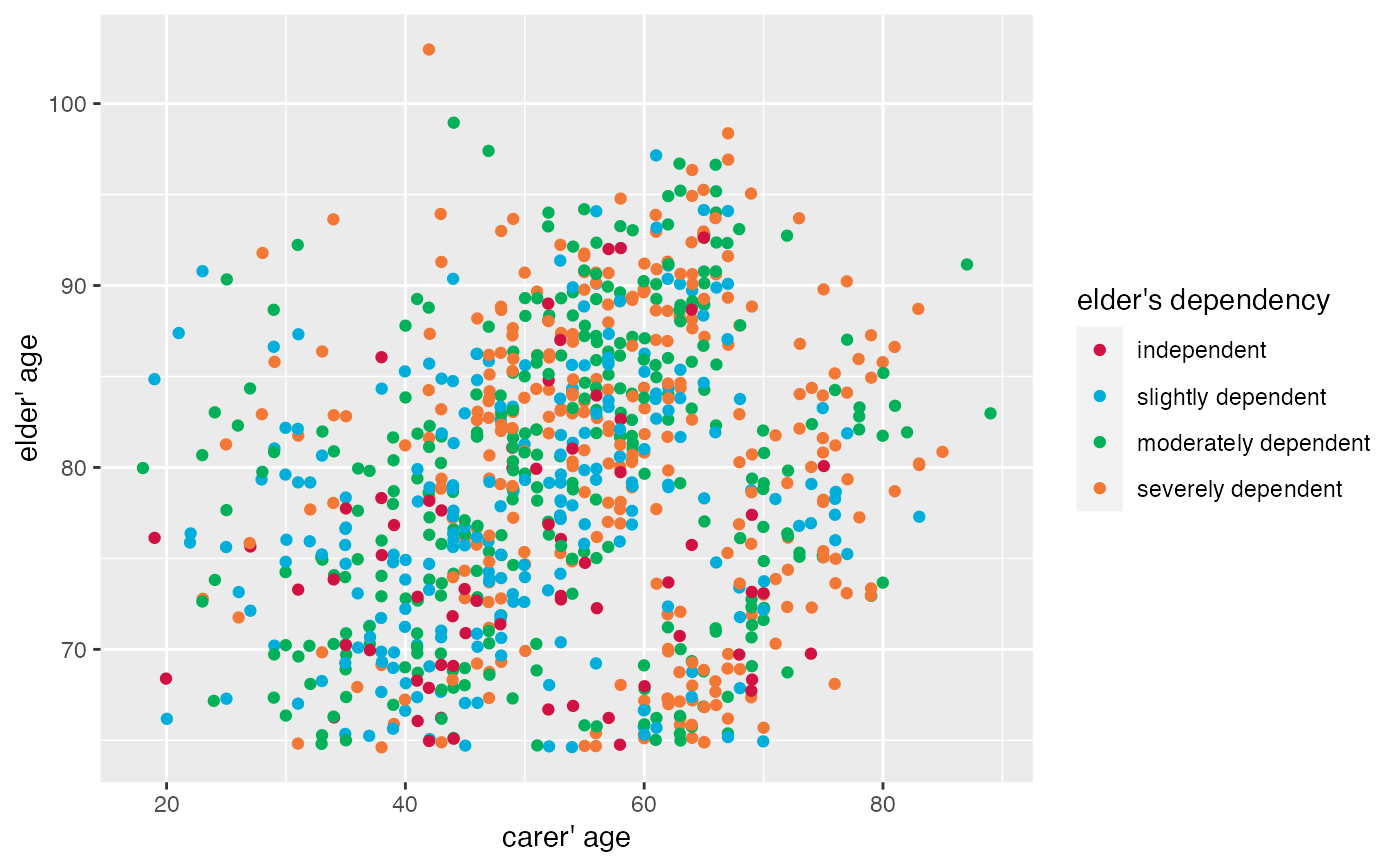 100
90
80
70
elder' age
20 40 60 80
carer' age
elder's dependency
independent
slightly dependent
moderately dependent
severely dependent